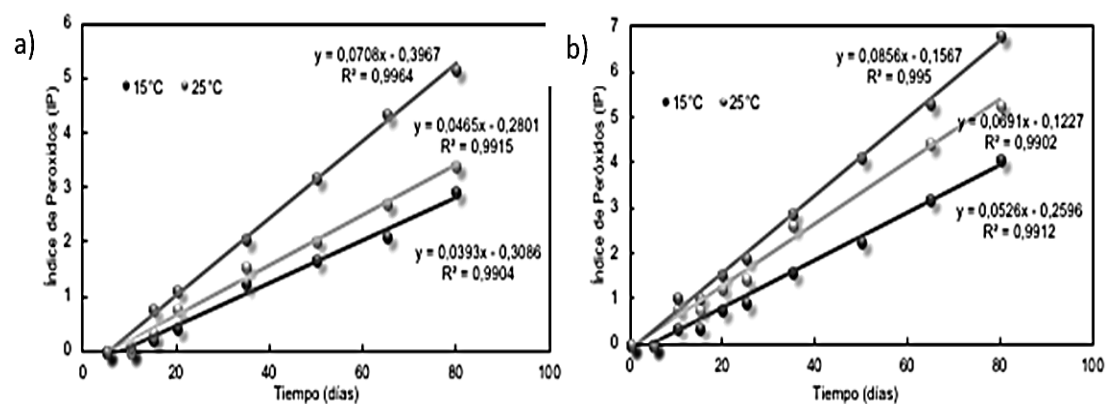 a)
6
5
4
3
2
1
0
0
20
40
60
80
100
Índice de Peroxidos (IP)
Tiempo (días)
15°C
25°C
y = 0,0708x - 0,3967
R² = 0,9964
y = 0,0465x - 0,2801
R² = 0,9915
y = 0,0393x - 0,3086
R² = 0,9904
b)
7
6
5
4
3
2
1
0
0
20
40
60
80
100
Índice de Peróxidos (IP)
Tiempo (días)
15°C
25°C
y = 0,0856x - 0,1567
R² = 0,995
y = 0,0691x - 0,1227
R² = 0,9902
y = 0,0526x - 0,2596
R² = 0,9912